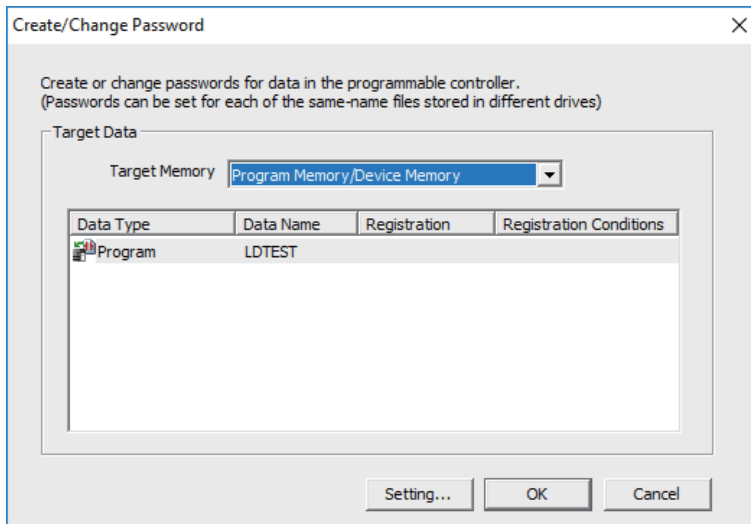 Create/Change Password
Create or change passwords for data in the programmable controller.
(Passwords can be set for each of the same-name files stored in different drives)
Target Data
Target Memory Program Memory/Device Memory
Data Type Data Name Registration Registration Conditions
Program LDTEST
Setting... OK Cancel